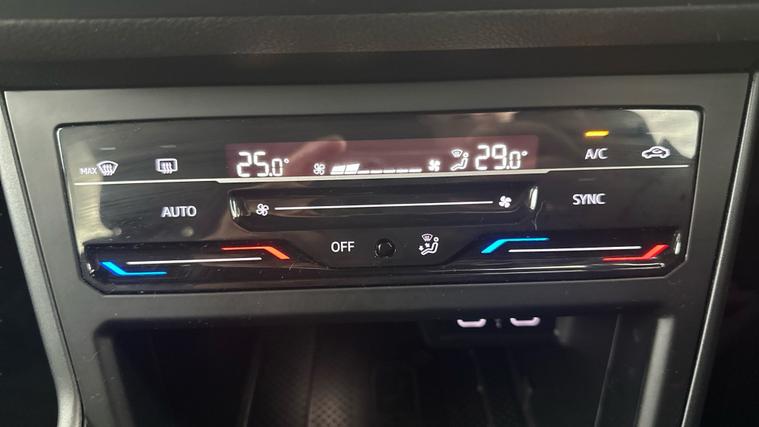 25.0° 29.0°
MAX A/C
AUTO SYNC
OFF